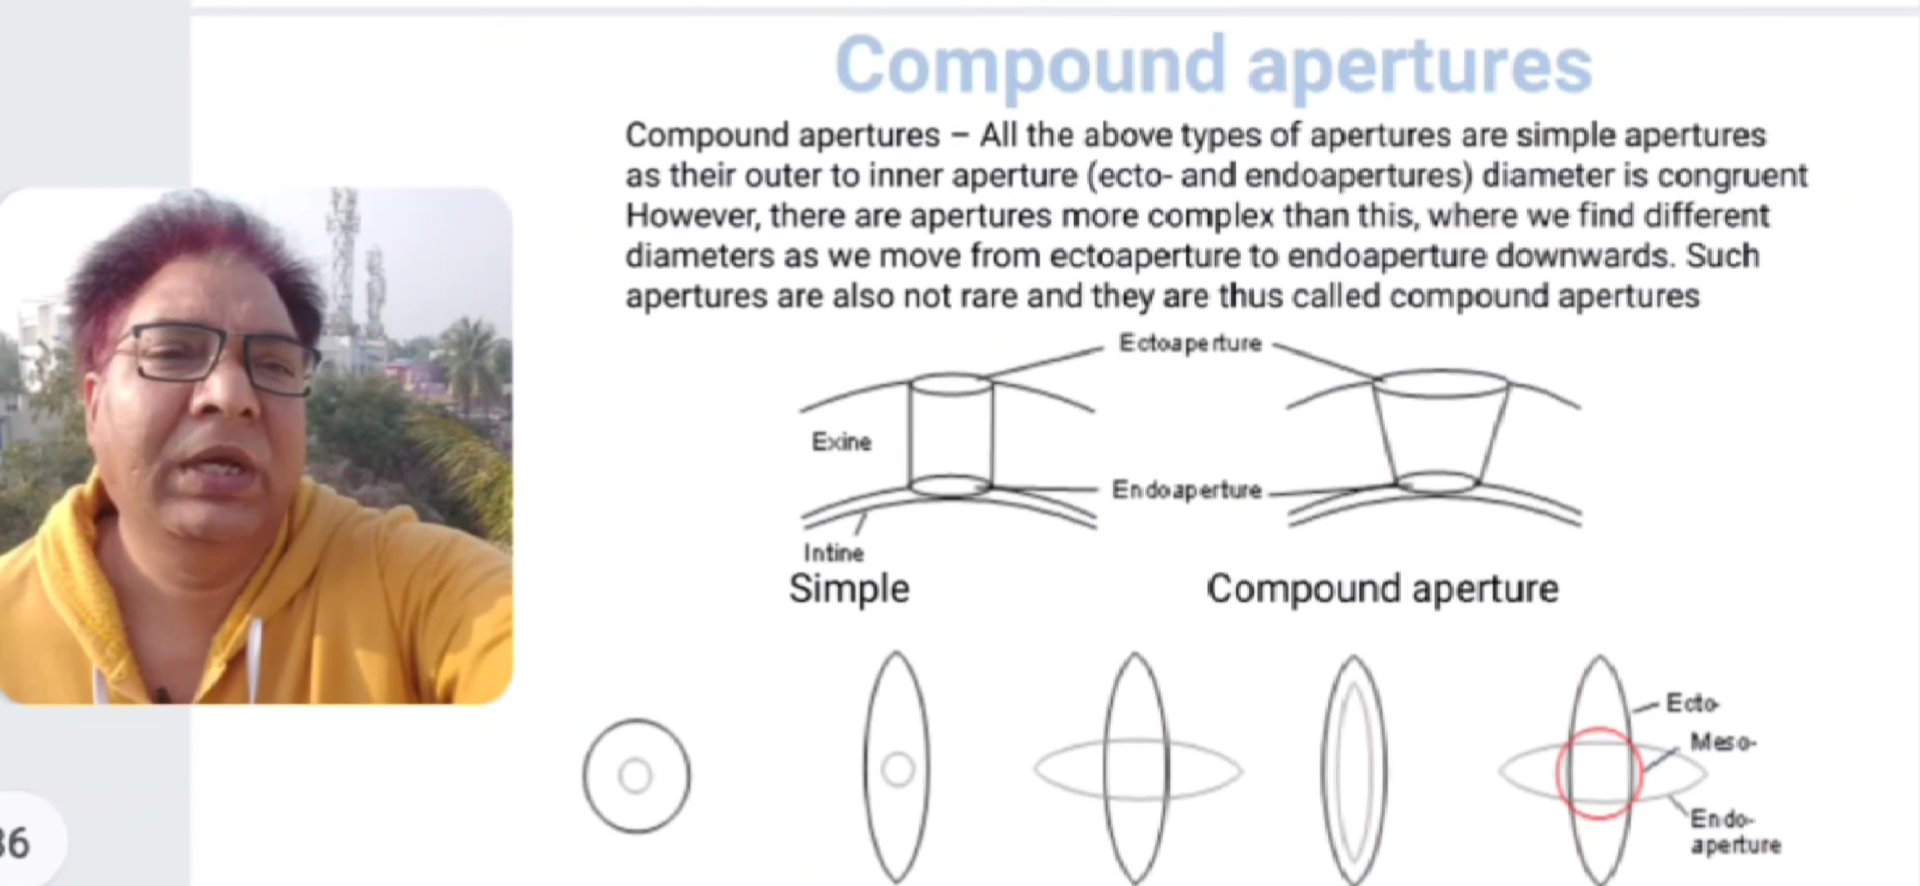 Compound apertures
Compound apertures – All the above types of apertures are simple apertures
as their outer to inner aperture (ecto- and endoapertures) diameter is congruent
However, there are apertures more complex than this, where we find different
diameters as we move from ectoaperture to endoaperture downwards. Such
apertures are also not rare and they are thus called compound apertures
Ectoaperture
Exine
Endoaperture
Intine
Simple
Compound aperture
Ecto-
Meso-
Endo-
aperture